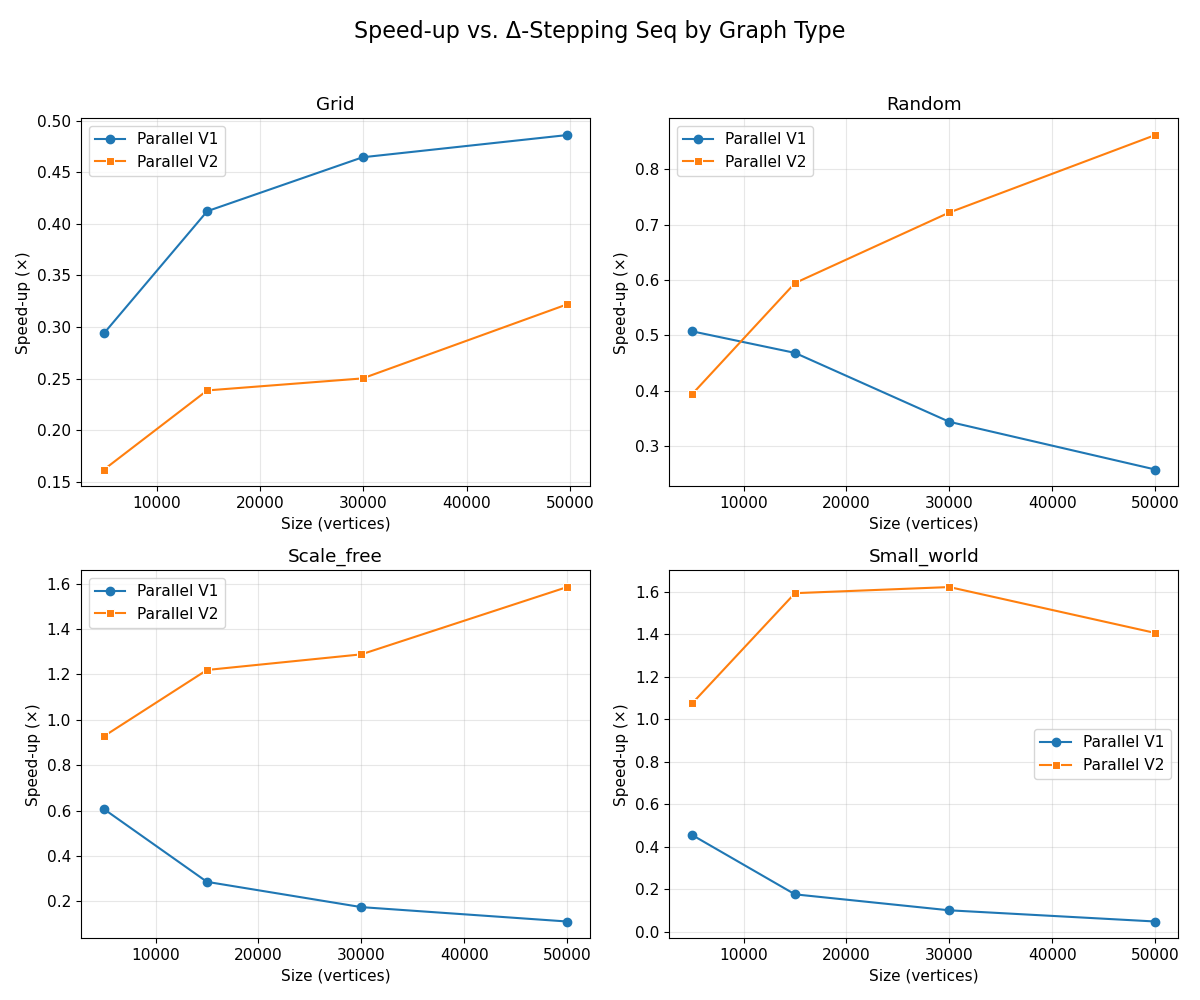 Speed-up vs. Δ-Stepping Seq by Graph Type
Grid
Parallel V1
Parallel V2
0.50
0.45
0.40
0.35
0.30
0.25
0.20
0.15
Speed-up (×)
10000 20000 30000 40000 50000
Size (vertices)
Random
Parallel V1
Parallel V2
0.8
0.7
0.6
0.5
0.4
0.3
Speed-up (×)
10000 20000 30000 40000 50000
Size (vertices)
Scale_free
Parallel V1
Parallel V2
1.6
1.4
1.2
1.0
0.8
0.6
0.4
0.2
Speed-up (×)
10000 20000 30000 40000 50000
Size (vertices)
Small_world
1.6
1.4
1.2
1.0
0.8
0.6
0.4
0.2
0.0
Speed-up (×)
Parallel V1
Parallel V2
10000 20000 30000 40000 50000
Size (vertices)